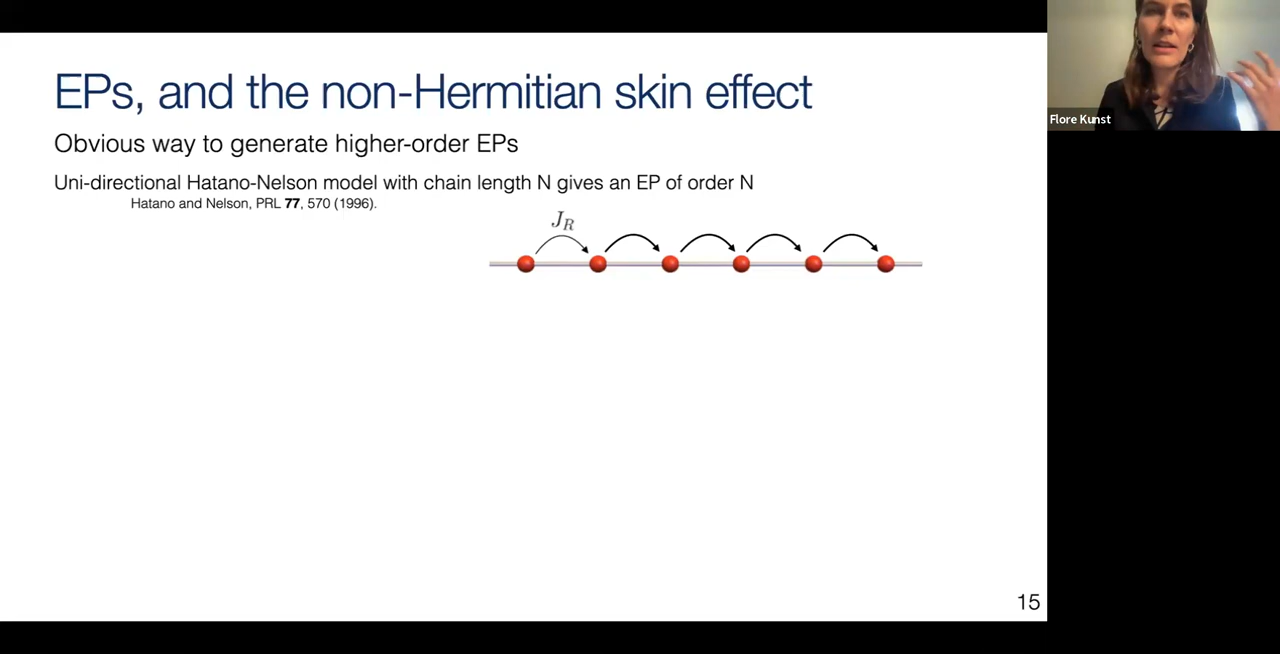 EPs, and the non-Hermitian skin effect
Obvious way to generate higher-order EPs
Uni-directional Hatano-Nelson model with chain length N gives an EP of order N
Hatano and Nelson, PRL 77, 570 (1996).
J_R
15
Flore Kunst